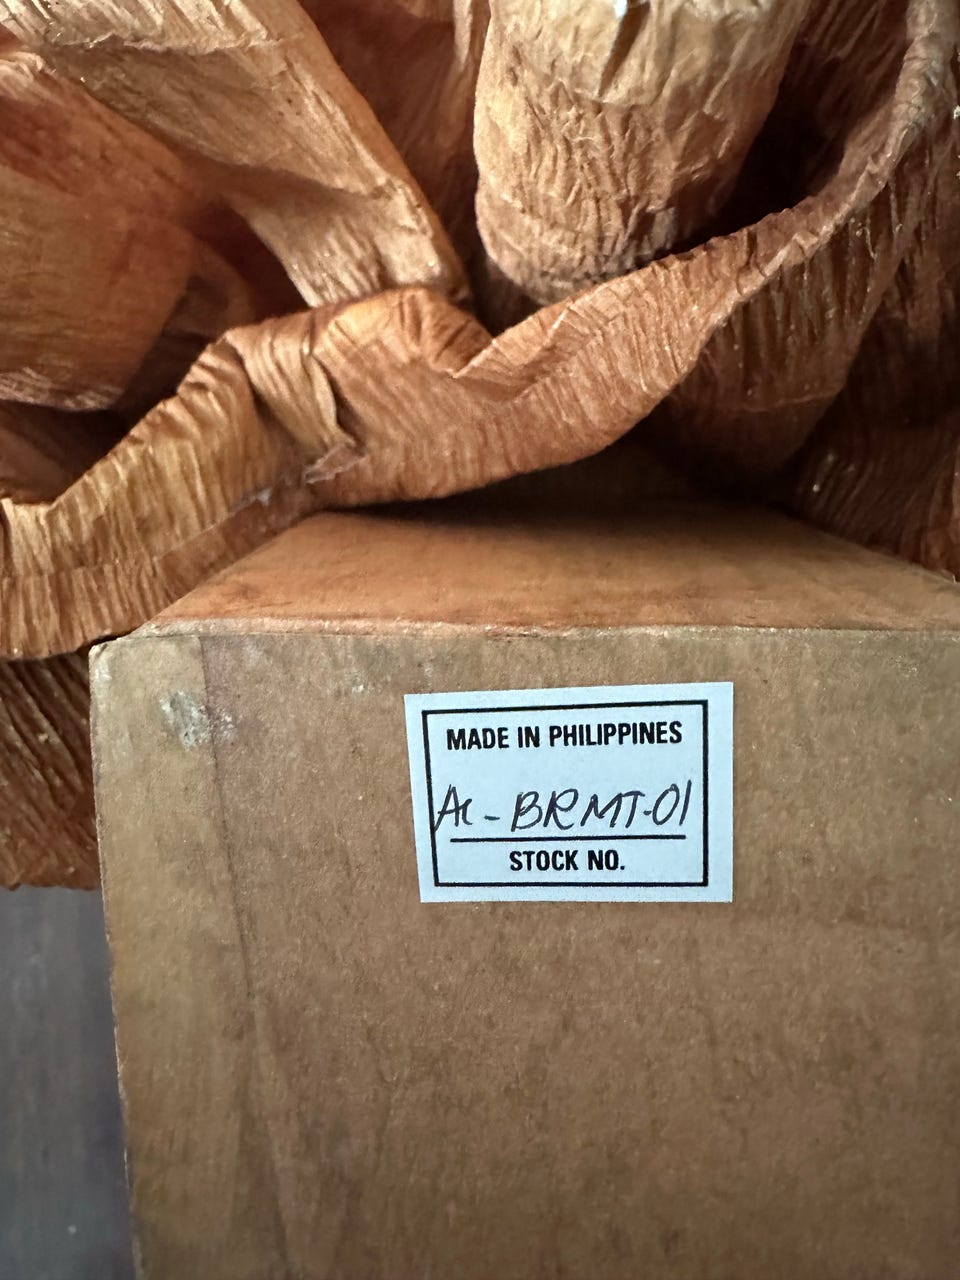 MADE IN PHILIPPINES
AC-BRMT-01
STOCK NO.